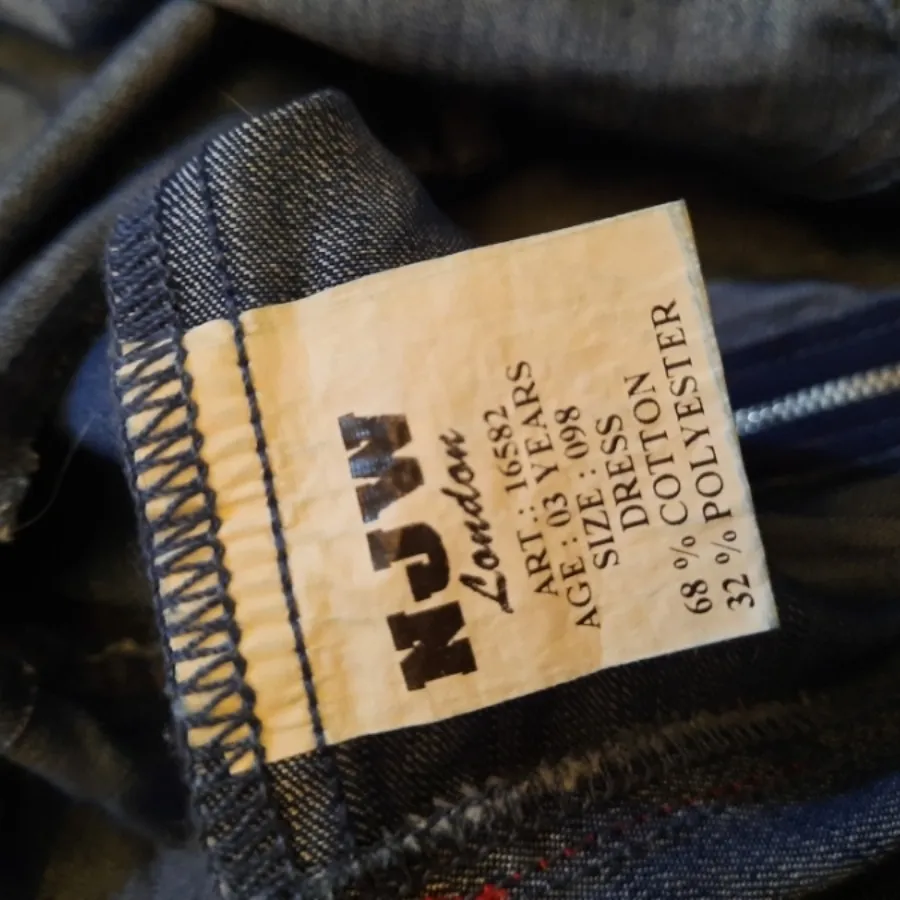 NJW
London
ART.: 16582
AGE : 03 YEARS
SIZE : 098
DRESS
68 % COTTON
32 % POLYESTER